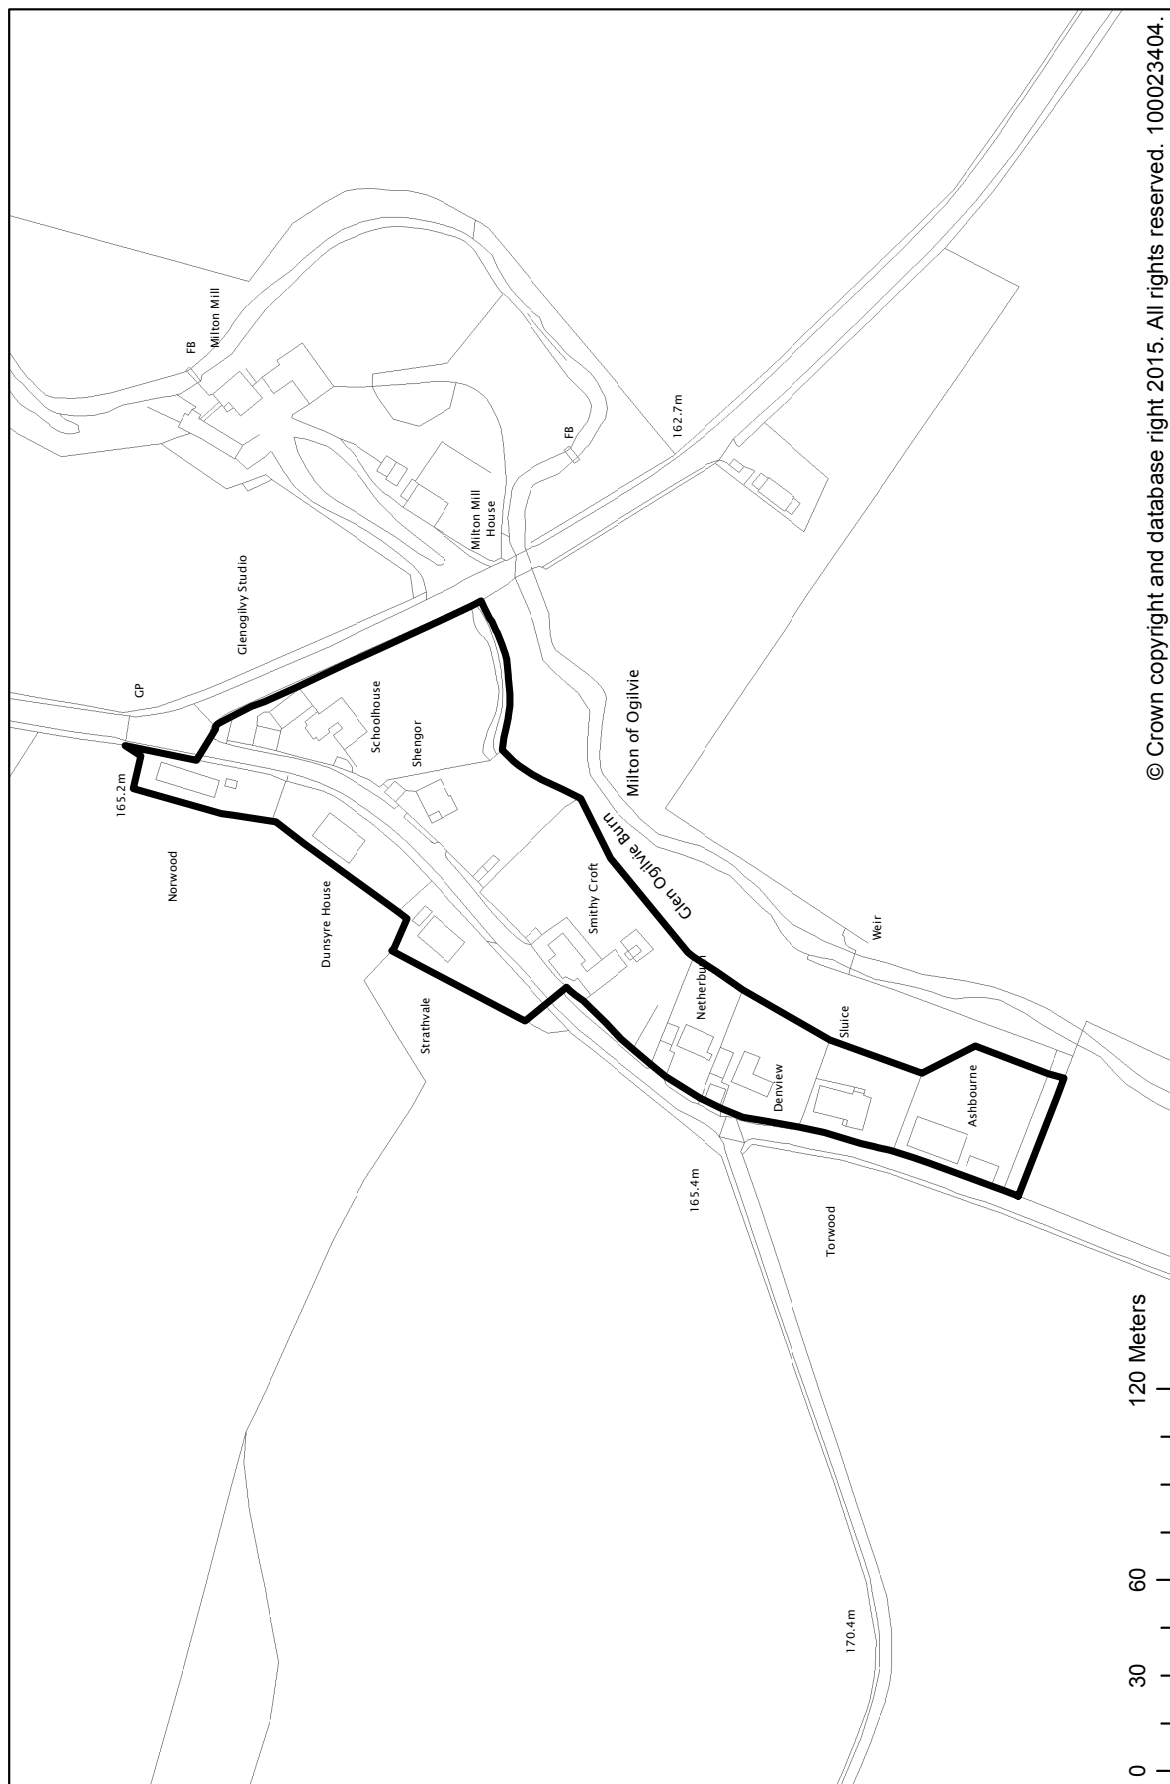 FB
Milton Mill
Glenogilvy Studio
GP
Milton Mill
House
FB
162.7m
Schoolhouse
Shengor
165.2m
Norwood
Dunsyre House
Strathvale
Milton of Ogilvie
Glen Ogilvie Burn
Smithy Croft
Netherburn
Weir
Sluice
Denview
Ashbourne
165.4m
Torwood
170.4m
0 30 60 120 Meters
© Crown copyright and database right 2015. All rights reserved. 100023404.